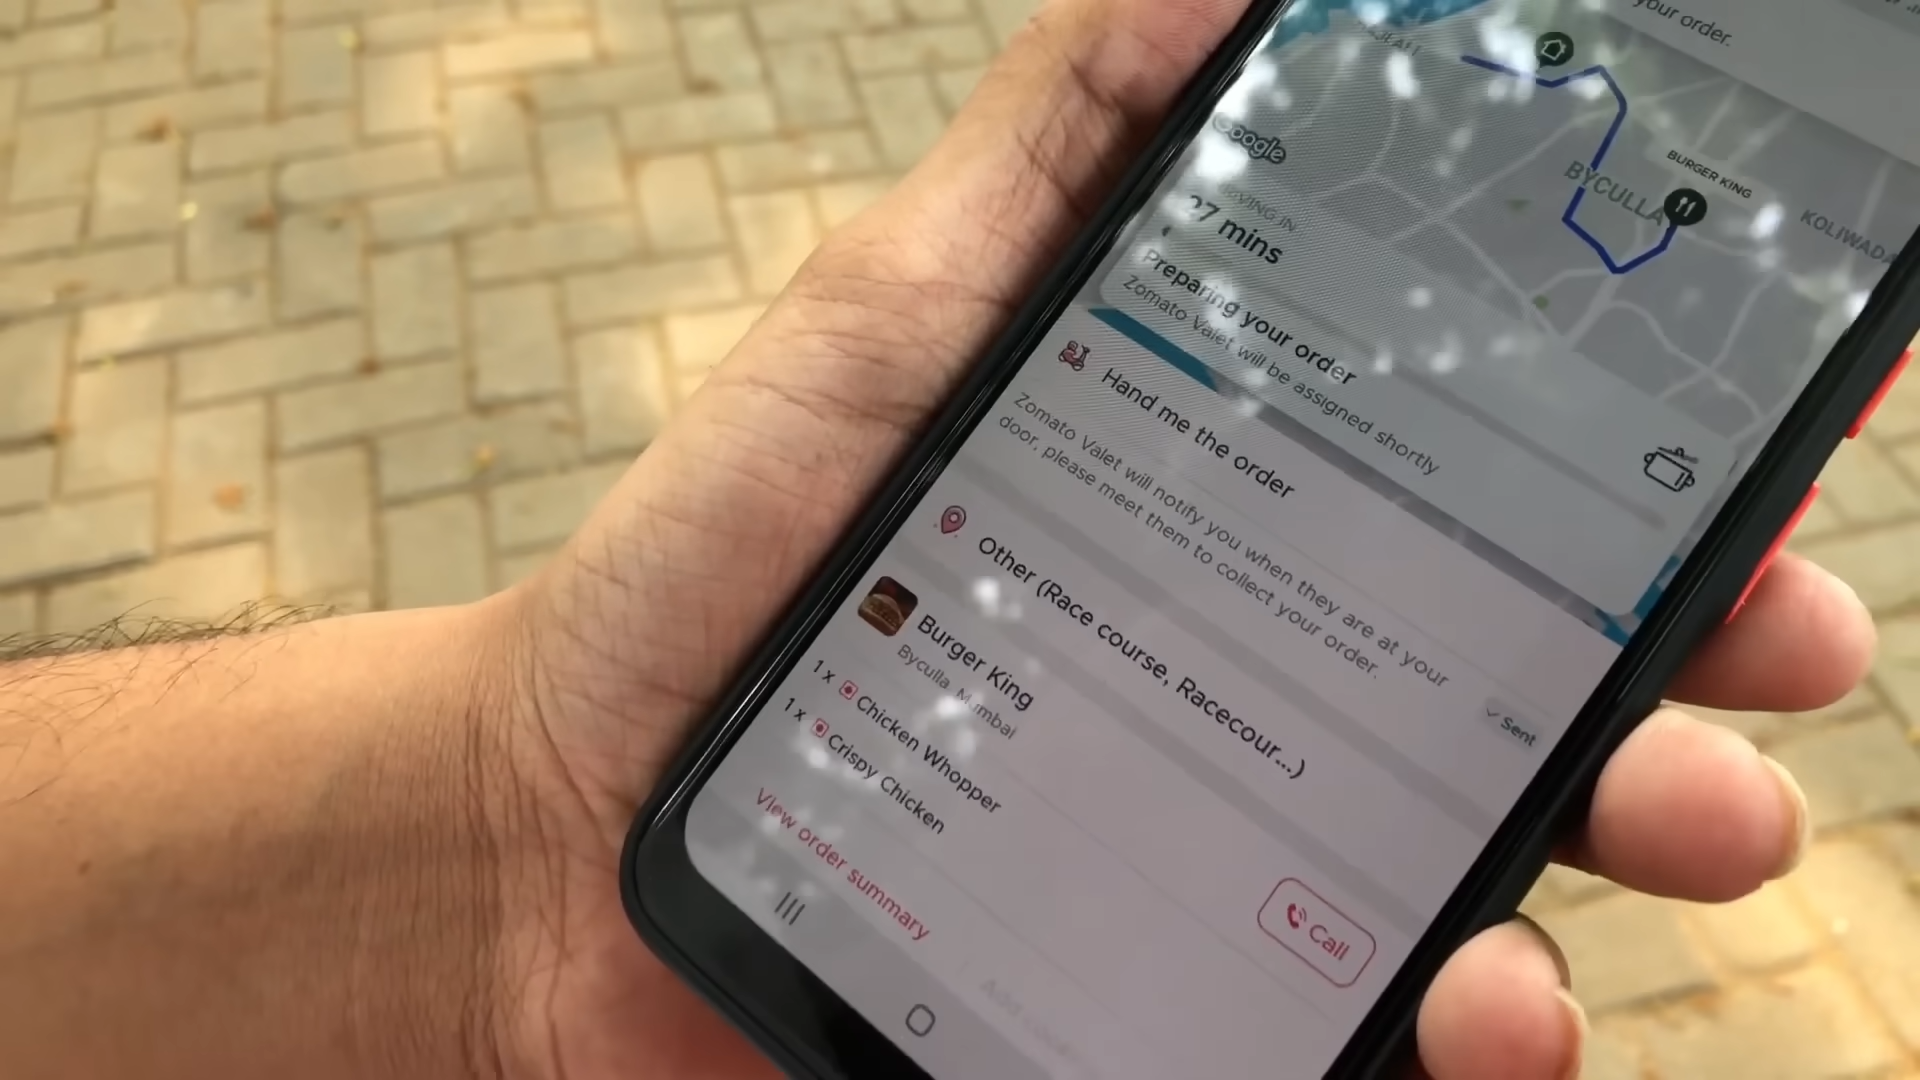 your order.
BURGER KING
BYCULLA
KOLIWADA
Google
27 mins
Preparing your order
Zomato Valet will be assigned shortly
Hand me the order
Zomato Valet will notify you when they are at your
door, please meet them to collect your order.
Other (Race course, Racecour...)
Sent
Burger King
Byculla, Mumbai
1 x Chicken Whopper
1 x Crispy Chicken
View order summary
Call